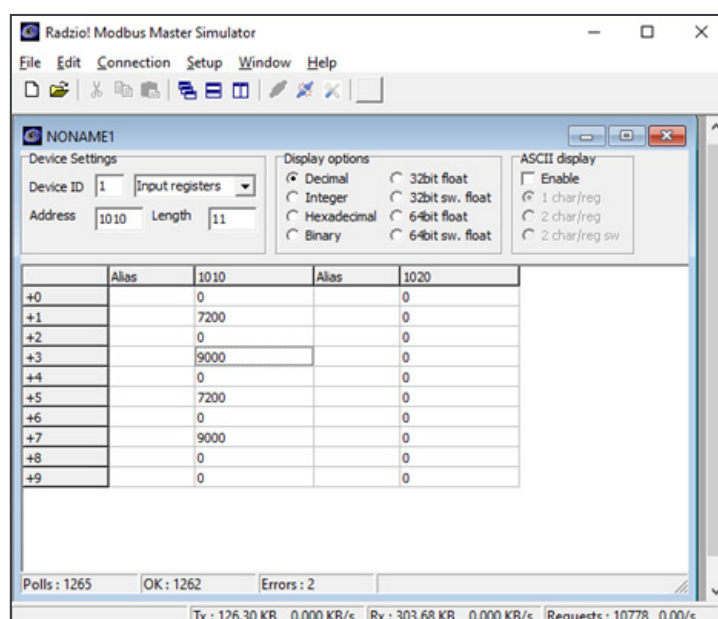 Radzio! Modbus Master Simulator
File Edit Connection Setup Window Help
NONAME1
Device Settings
Device ID 1 Input registers
Address 1010 Length 11
Display options
Decimal 32bit float
Integer 32bit sw. float
Hexadecimal 64bit float
Binary 64bit sw. float
ASCII display
Enable
1 char/reg
2 char/reg
2 char/reg sw
Alias 1010 Alias 1020
+0 0 0
+1 7200 0
+2 0 0
+3 9000 0
+4 0 0
+5 7200 0
+6 0 0
+7 9000 0
+8 0 0
+9 0 0
Polls : 1265 OK : 1262 Errors : 2
Tx : 126.30 KB 0.000 KB/s Rx : 303.68 KB 0.000 KB/s Requests : 10778 0.00/s